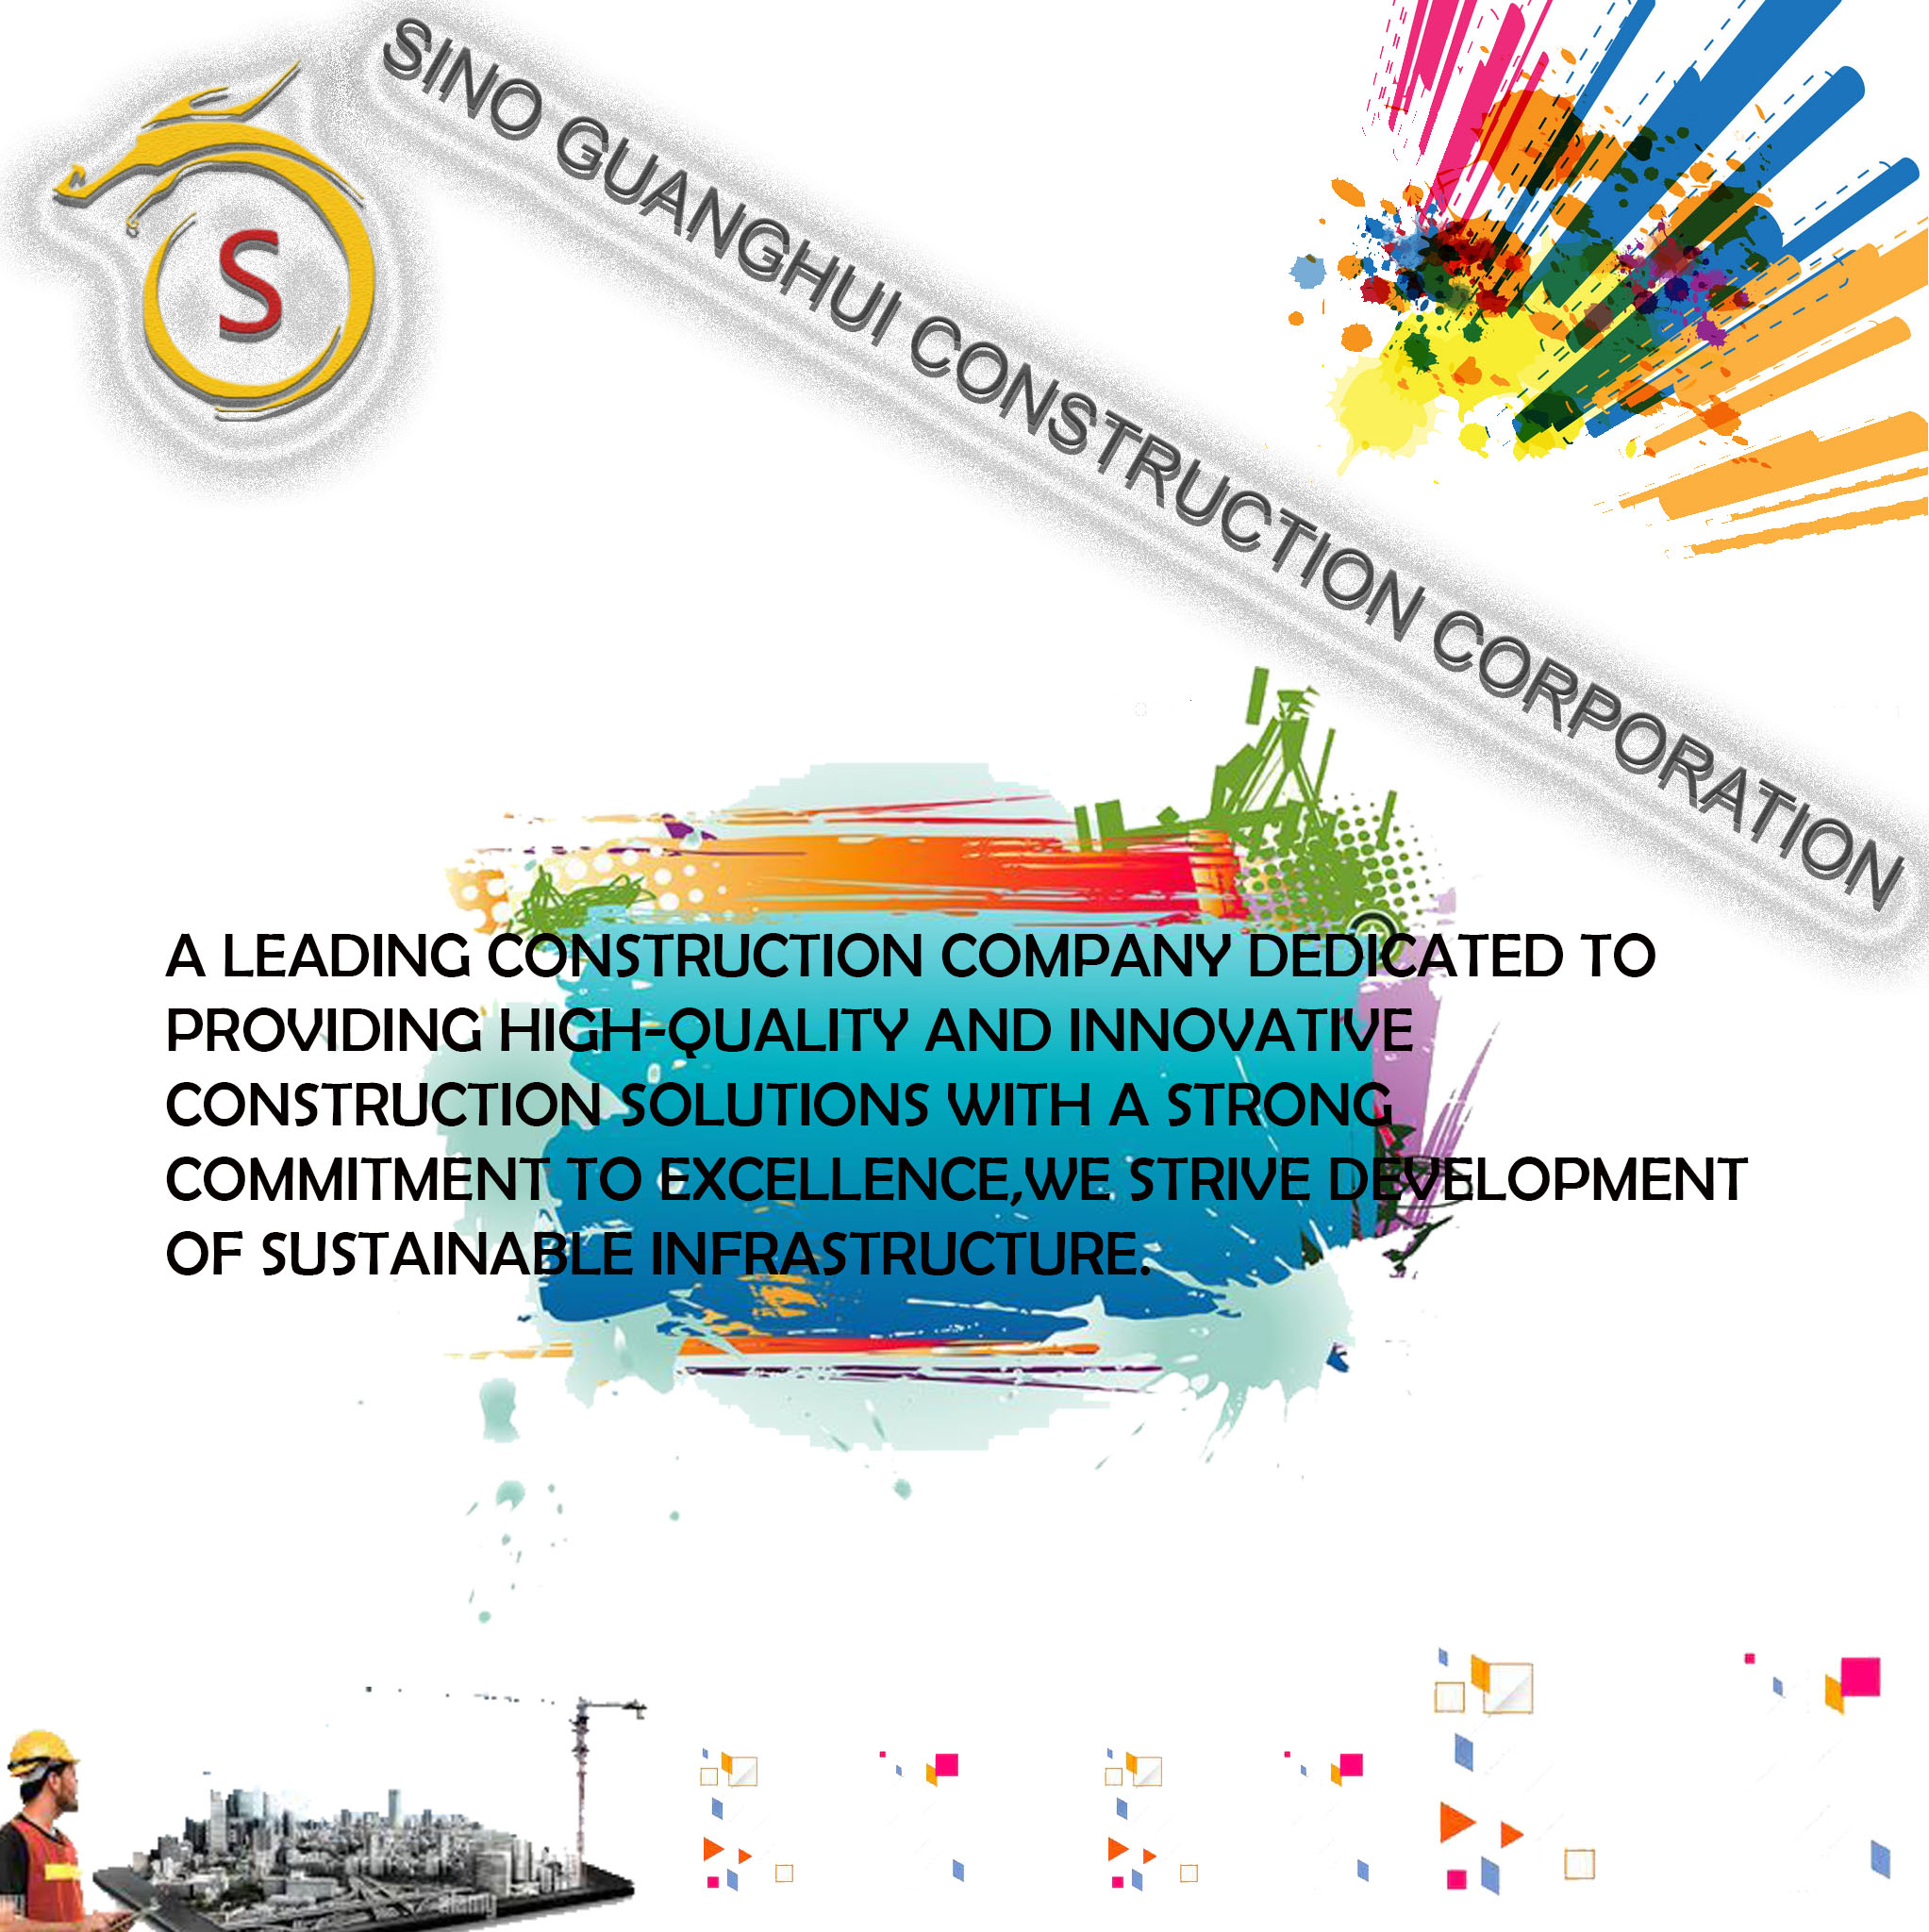 SINO GUANGHUI CONSTRUCTION CORPORATION
S
A LEADING CONSTRUCTION COMPANY DEDICATED TO
PROVIDING HIGH-QUALITY AND INNOVATIVE
CONSTRUCTION SOLUTIONS WITH A STRONG
COMMITMENT TO EXCELLENCE,WE STRIVE DEVELOPMENT
OF SUSTAINABLE INFRASTRUCTURE.
alamy